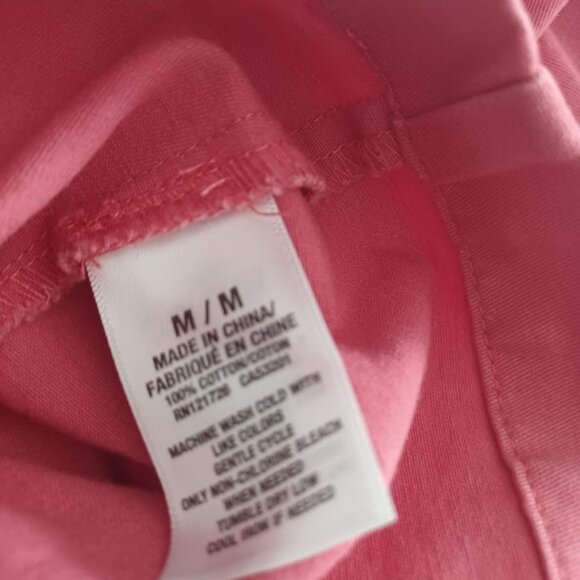 M / M
MADE IN CHINA/
FABRIQUÉ EN CHINE
100% COTTON/COTON
RN121726 CA53201
MACHINE WASH COLD WITH
LIKE COLORS
GENTLE CYCLE
ONLY NON-CHLORINE BLEACH
WHEN NEEDED
TUMBLE DRY LOW
COOL IRON IF NEEDED